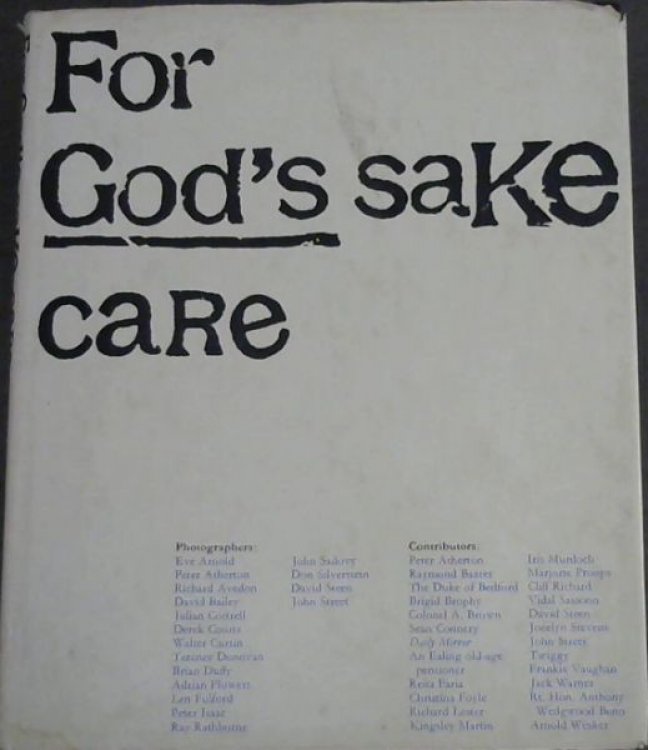 For
God's sake
care
Photographers:
Eve Arnold
Peter Atherton
Richard Avedon
David Bailey
Julian Cottrell
Derek Coutts
Walter Curtin
Terence Donovan
Brian Duffy
Adrian Flowers
Len Fulford
Peter Isaac
Ray Rathborne
Don Silverstein
David Steen
John Street
Contributors:
Peter Atherton
Raymond Baxter
The Duke of Bedford
Brigid Brophy
Colonel A. Brown
Sean Connery
Daily Mirror
An Ealing old-age
pensioner
Reita Faria
Christina Foyle
Richard Lester
Kingsley Martin
Iris Murdoch
Marjorie Proops
Cliff Richard
Vidal Sassoon
David Steen
Jocelyn Stevens
John Street
Twiggy
Frankie Vaughan
Jack Warner
Rt. Hon. Anthony
Wedgwood Benn
Arnold Wesker